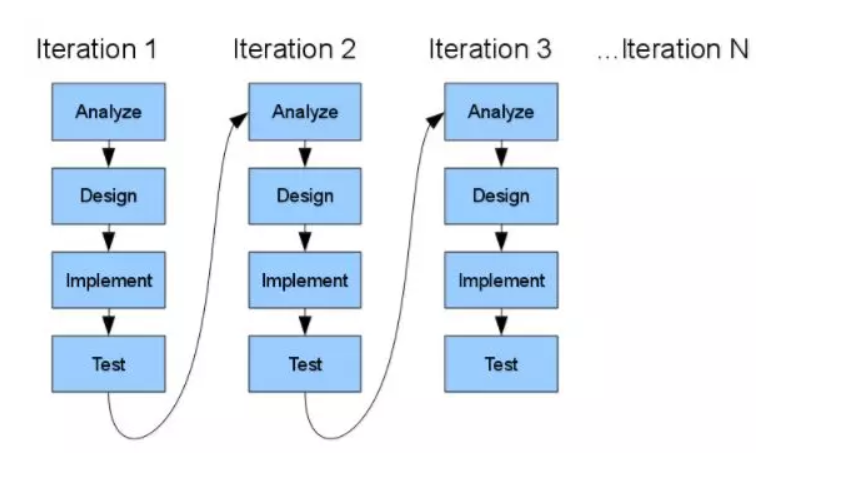 Iteration 1
Iteration 2
Iteration 3
...Iteration N
Analyze
Design
Implement
Test
Analyze
Design
Implement
Test
Analyze
Design
Implement
Test